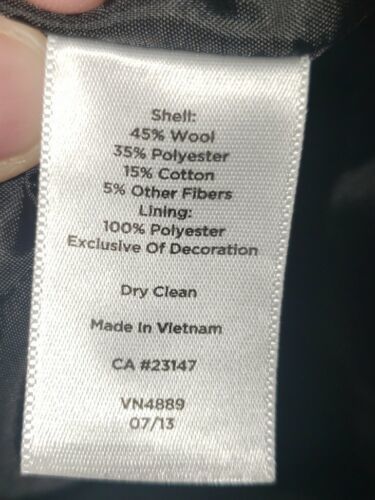 Shell:
45% Wool
35% Polyester
15% Cotton
5% Other Fibers
Lining:
100% Polyester
Exclusive Of Decoration
Dry Clean
Made In Vietnam
CA #23147
VN4889
07/13